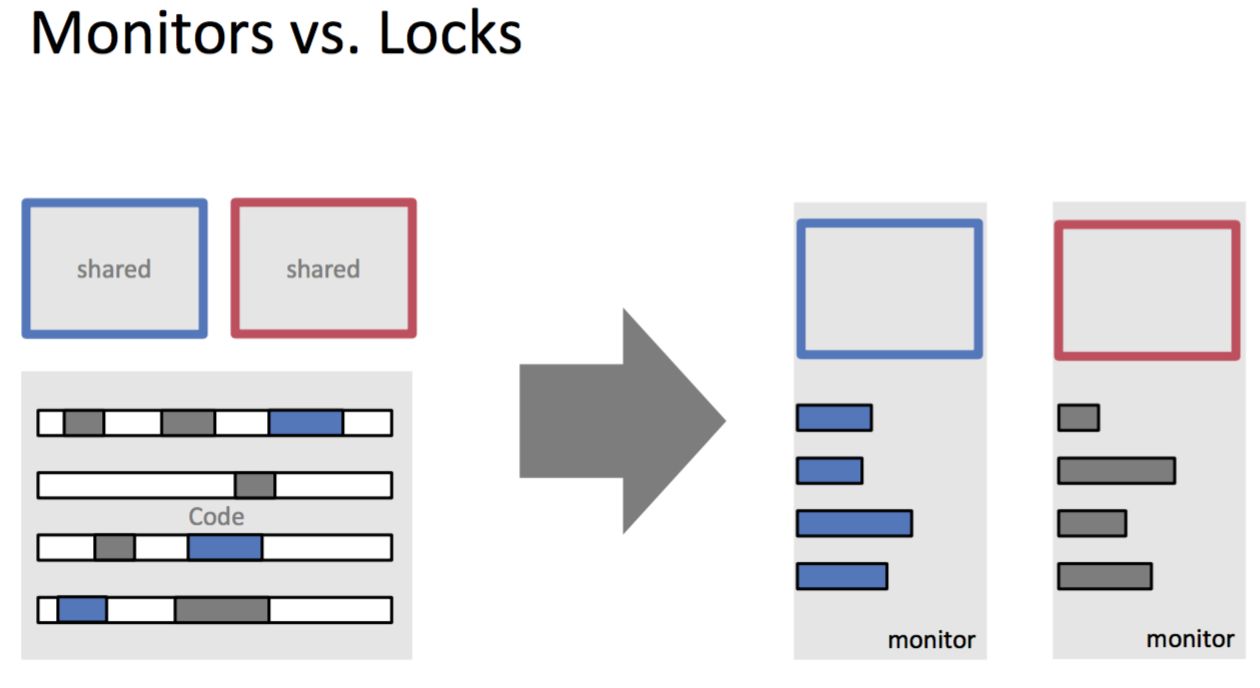 Monitors vs. Locks
shared
shared
Code
monitor
monitor